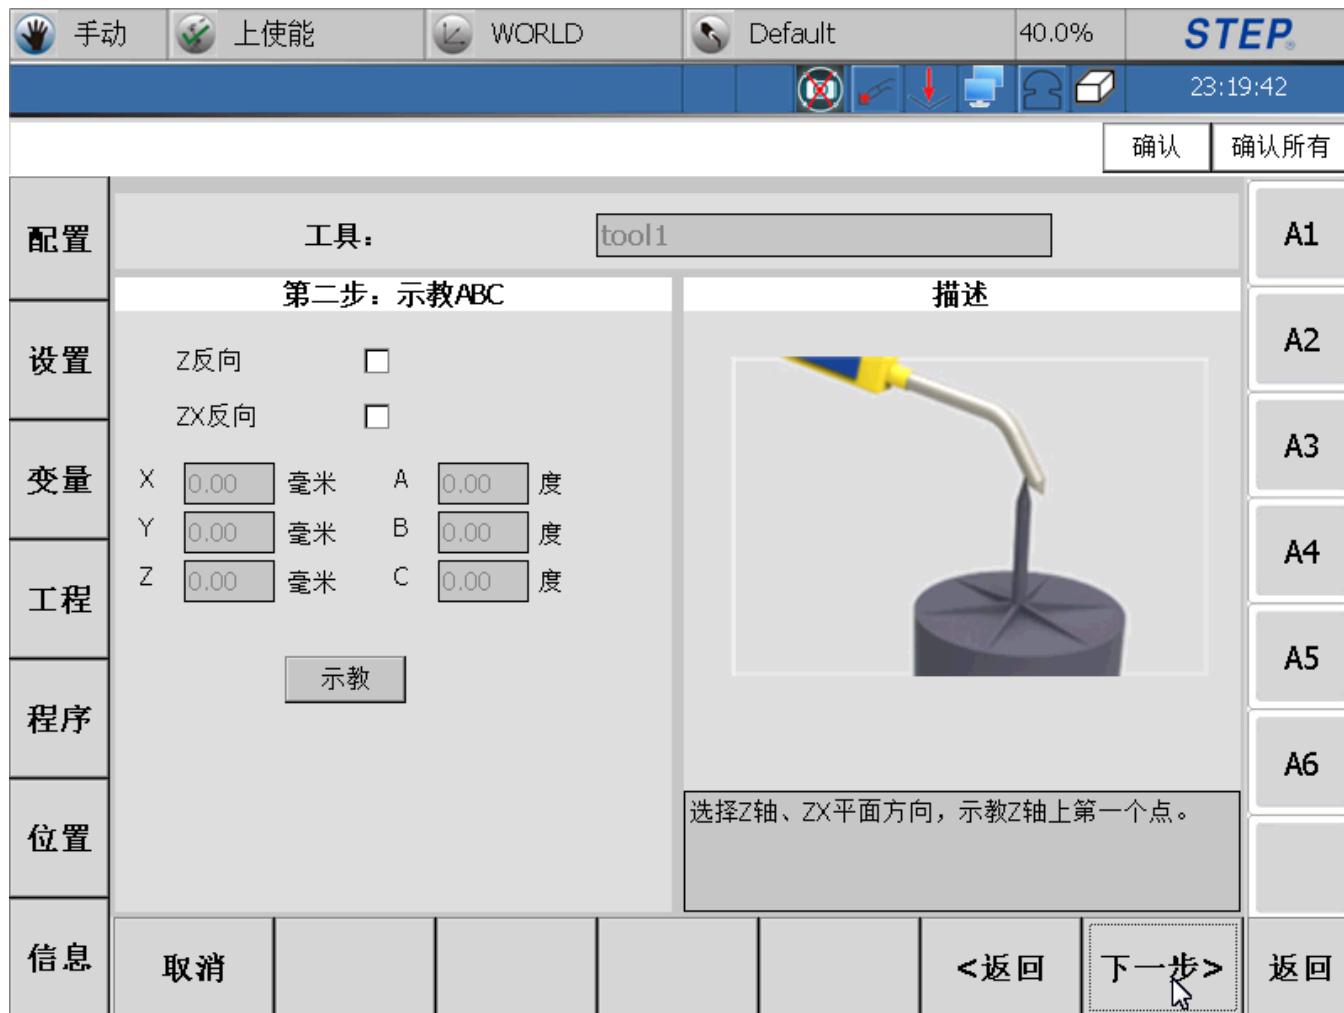 手动 上使能 WORLD Default 40.0% STEP®
23:19:42
确认 确认所有
配置
设置
变量
工程
程序
位置
信息
工具： tool1
第二步：示教ABC
Z反向
ZX反向
X 0.00 毫米 A 0.00 度
Y 0.00 毫米 B 0.00 度
Z 0.00 毫米 C 0.00 度
示教
描述
选择Z轴、ZX平面方向，示教Z轴上第一个点。
A1
A2
A3
A4
A5
A6
取消 <返回 下一步> 返回